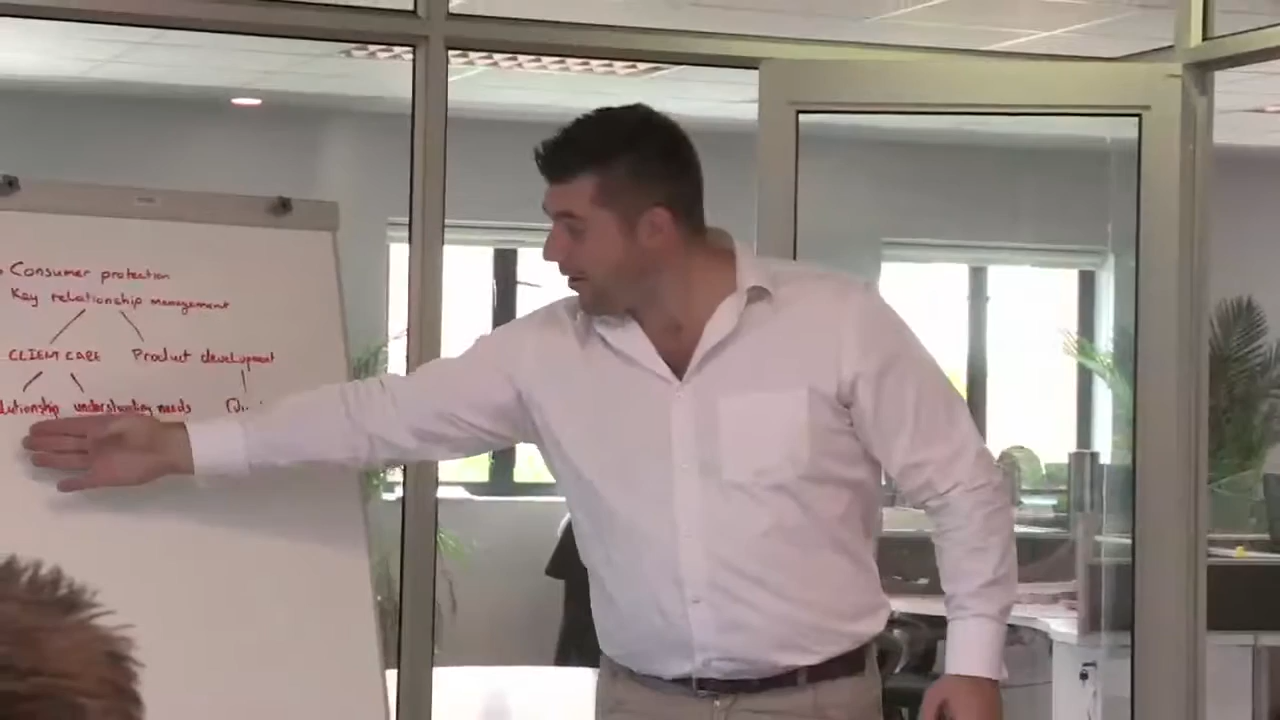 Consumer protection
Key relationship management
CLIENT CARE Product development
understanding needs